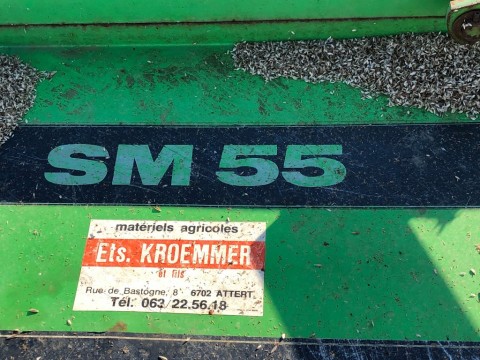 SM 55
matériels agricoles
Ets. KROEMMER
et fils
Rue de Bastogne, 8 6702 ATTERT
Tél. 063/22.56.18